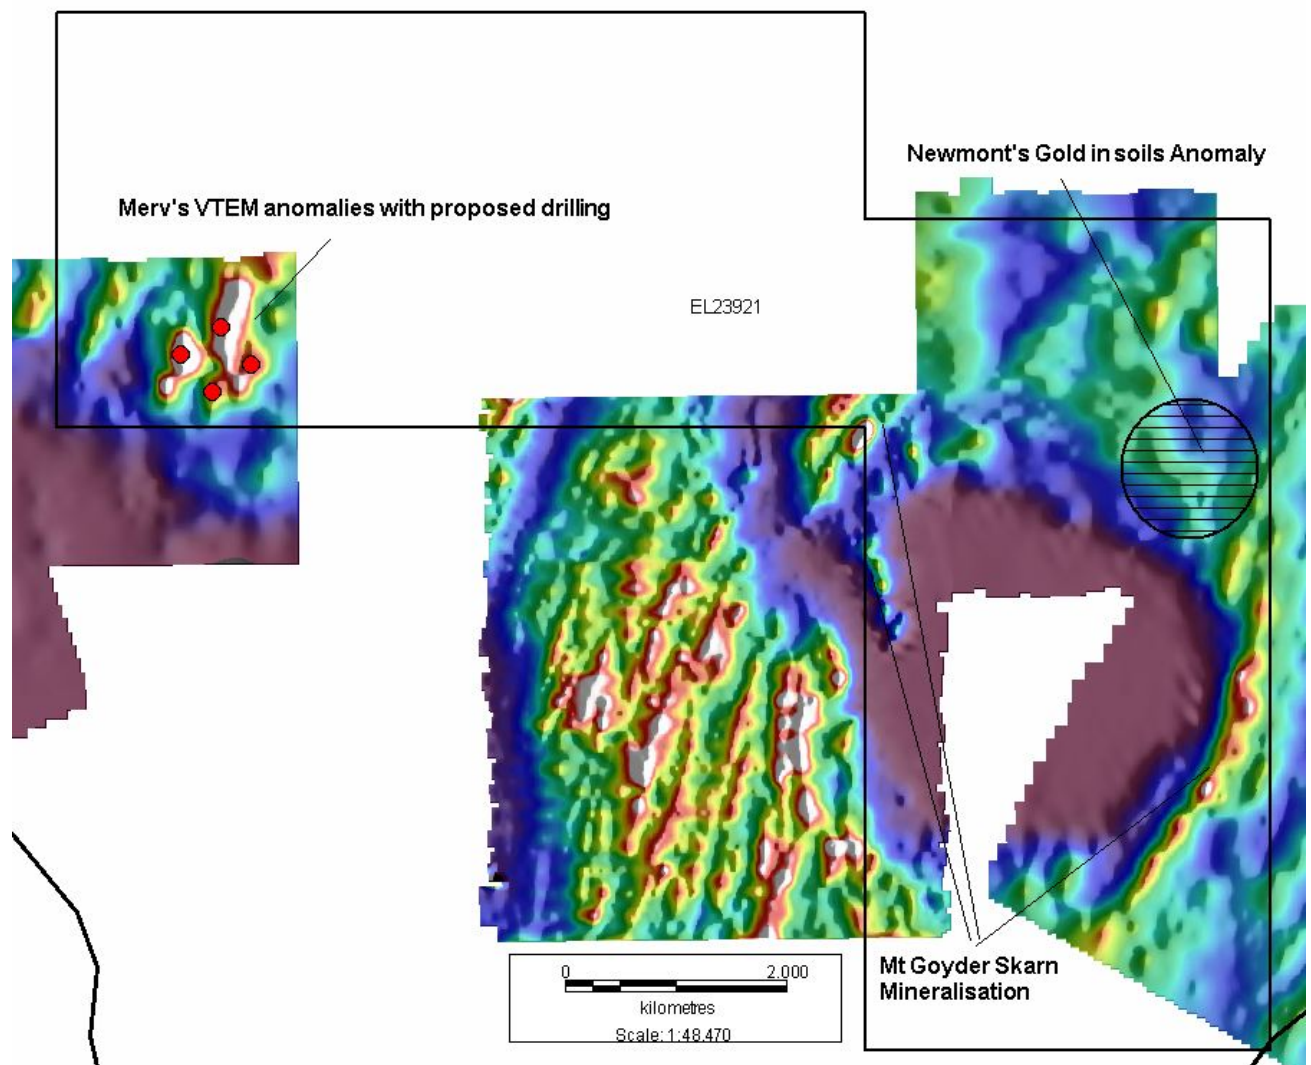 Newmont's Gold in soils Anomaly
Merv's VTEM anomalies with proposed drilling
EL23921
Mt Goyder Skarn
Mineralisation
0 2.000
kilometres
Scale: 1:48.470